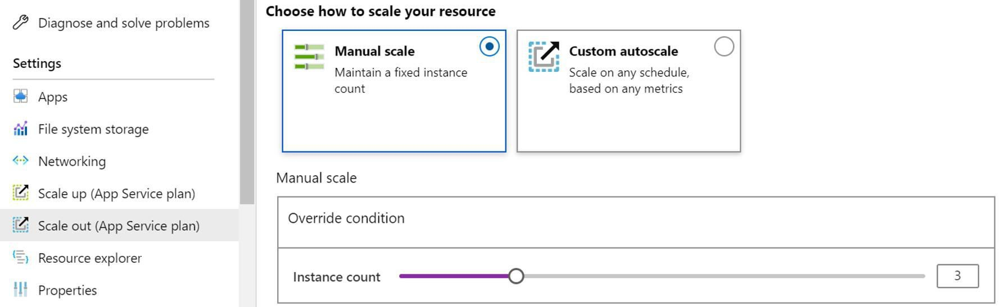 Diagnose and solve problems
Settings
Apps
File system storage
Networking
Scale up (App Service plan)
Scale out (App Service plan)
Resource explorer
Properties
Choose how to scale your resource
Manual scale
Maintain a fixed instance
count
Custom autoscale
Scale on any schedule,
based on any metrics
Manual scale
Override condition
Instance count
3